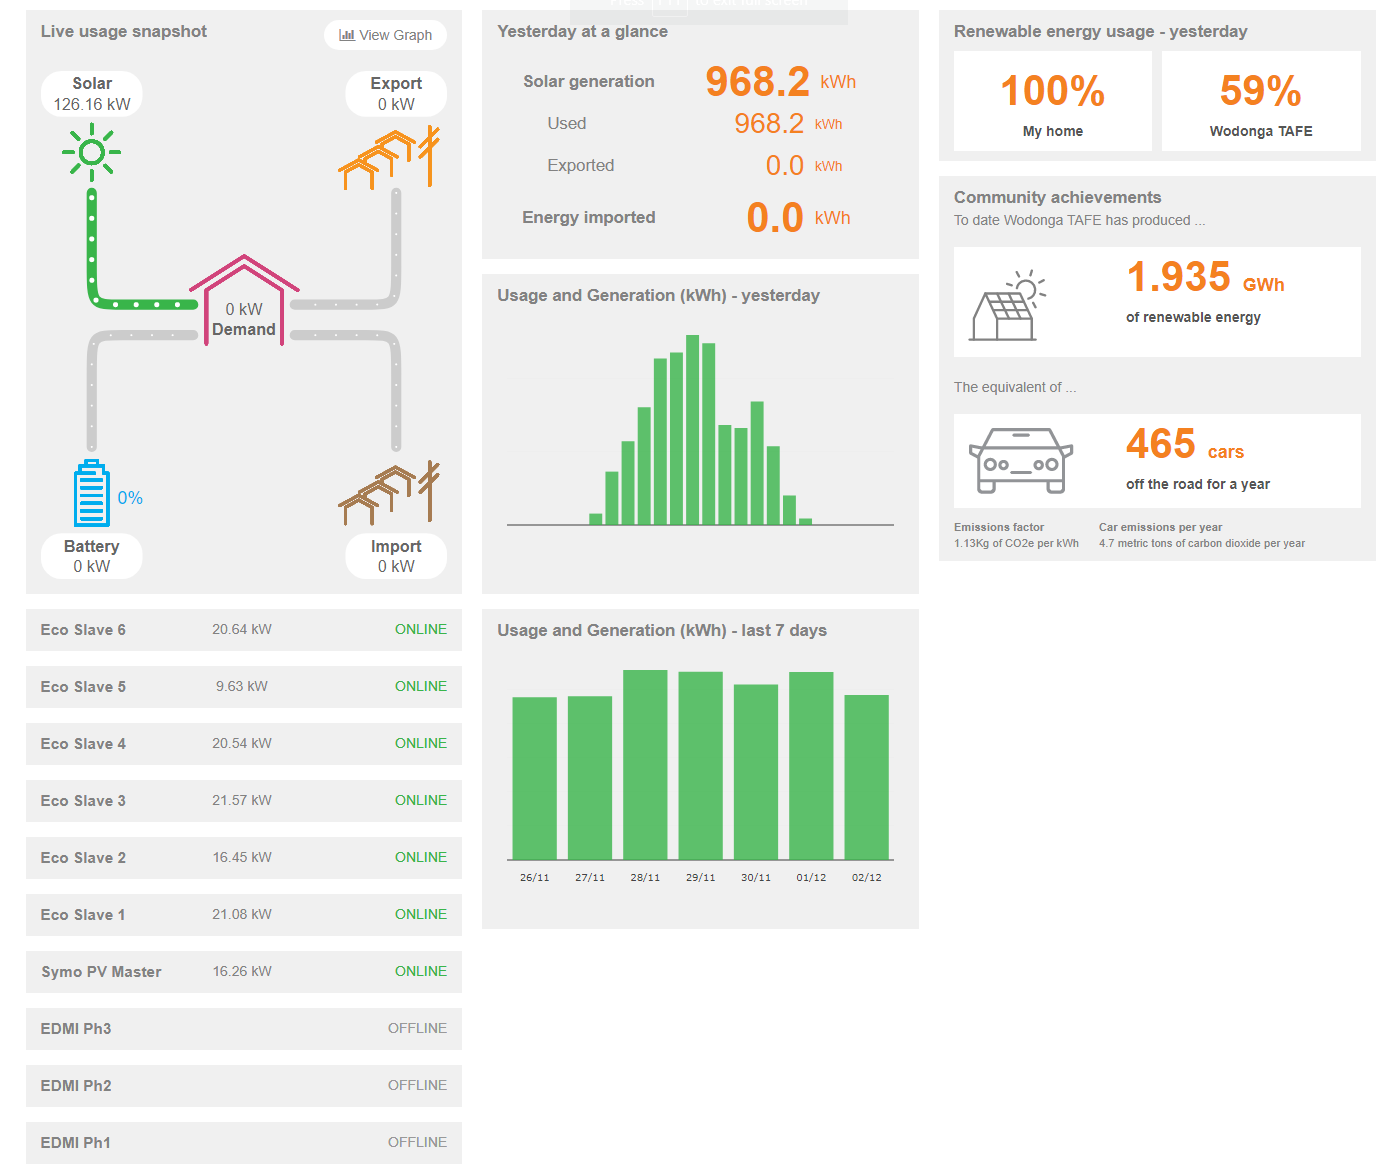 Live usage snapshot
View Graph
Solar
126.16 kW
Export
0 kW
0 kW
Demand
0%
Battery
0 kW
Import
0 kW
Eco Slave 6 20.64 kW ONLINE
Eco Slave 5 9.63 kW ONLINE
Eco Slave 4 20.54 kW ONLINE
Eco Slave 3 21.57 kW ONLINE
Eco Slave 2 16.45 kW ONLINE
Eco Slave 1 21.08 kW ONLINE
Symo PV Master 16.26 kW ONLINE
EDMI Ph3 OFFLINE
EDMI Ph2 OFFLINE
EDMI Ph1 OFFLINE
Yesterday at a glance
Solar generation 968.2 kWh
Used 968.2 kWh
Exported 0.0 kWh
Energy imported 0.0 kWh
Usage and Generation (kWh) - yesterday
Usage and Generation (kWh) - last 7 days
26/11 27/11 28/11 29/11 30/11 01/12 02/12
Renewable energy usage - yesterday
100%
My home
59%
Wodonga TAFE
Community achievements
To date Wodonga TAFE has produced ...
1.935 GWh
of renewable energy
The equivalent of ...
465 cars
off the road for a year
Emissions factor
1.13Kg of CO2e per kWh
Car emissions per year
4.7 metric tons of carbon dioxide per year